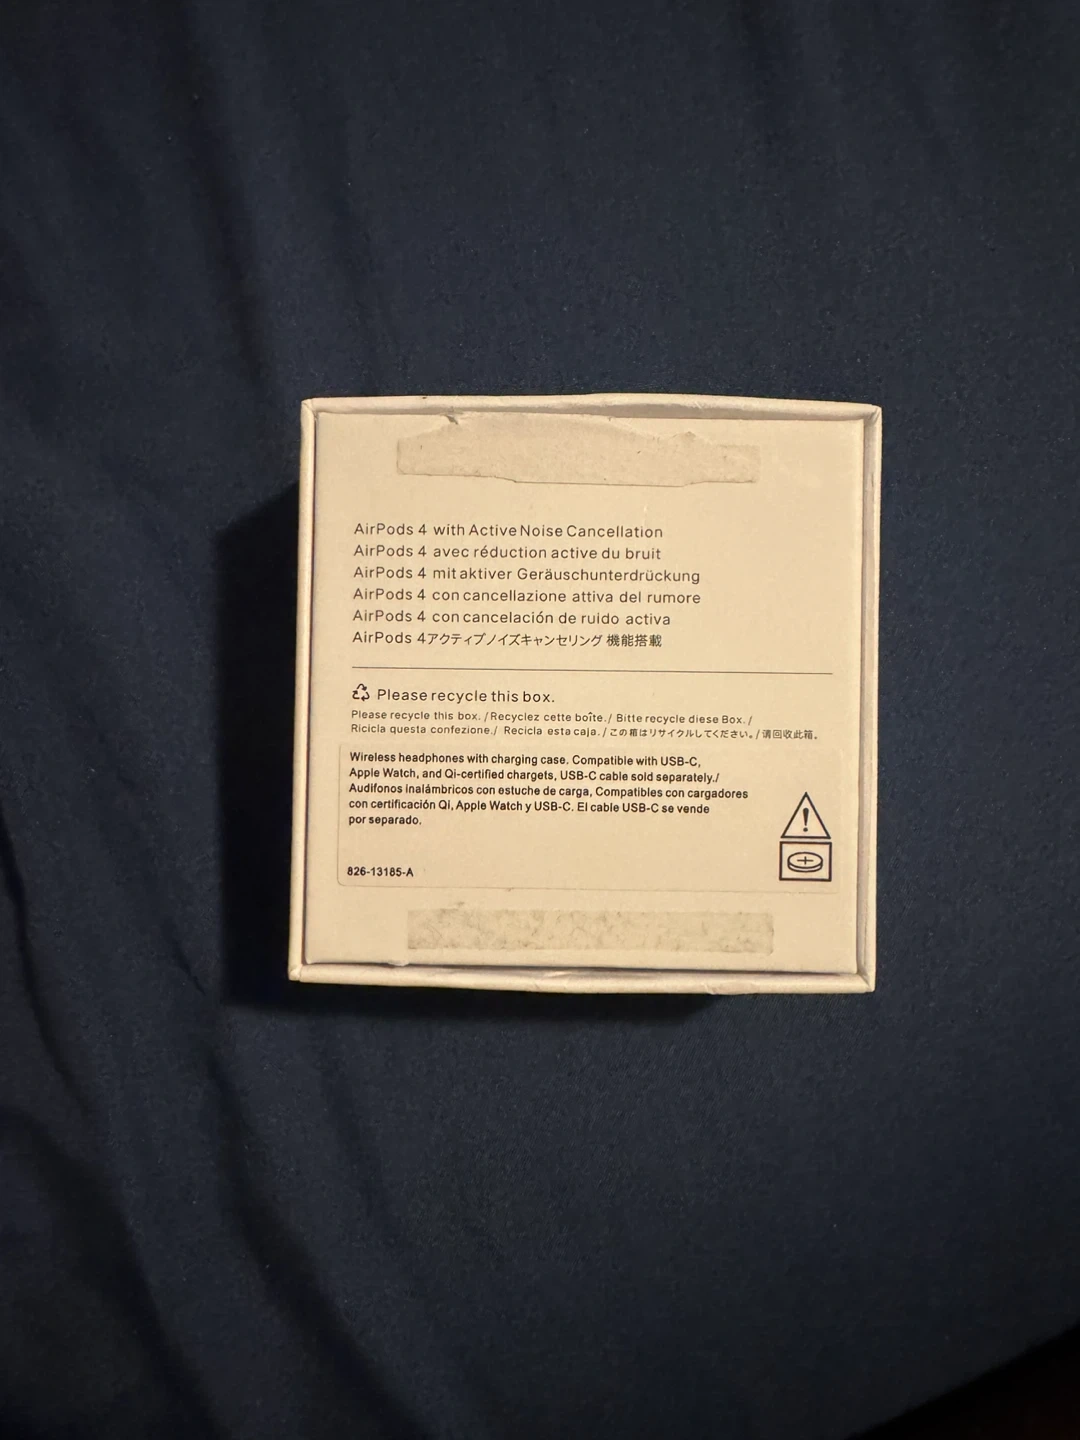 AirPods 4 with Active Noise Cancellation
AirPods 4 avec réduction active du bruit
AirPods 4 mit aktiver Geräuschunterdrückung
AirPods 4 con cancellazione attiva del rumore
AirPods 4 con cancelación de ruido activa
AirPods 4アクティブノイズキャンセリング 機能搭載
Please recycle this box.
Please recycle this box. / Recyclez cette boîte. / Bitte recycle diese Box. /
Ricicla questa confezione. / Recicla esta caja. / この箱はリサイクルしてください。/ 请回收此箱。
Wireless headphones with charging case. Compatible with USB-C,
Apple Watch, and Qi-certified chargets, USB-C cable sold separately./
Audifonos inalámbricos con estuche de carga, Compatibles con cargadores
con certificación Qi, Apple Watch y USB-C. El cable USB-C se vende
por separado.
826-13185-A